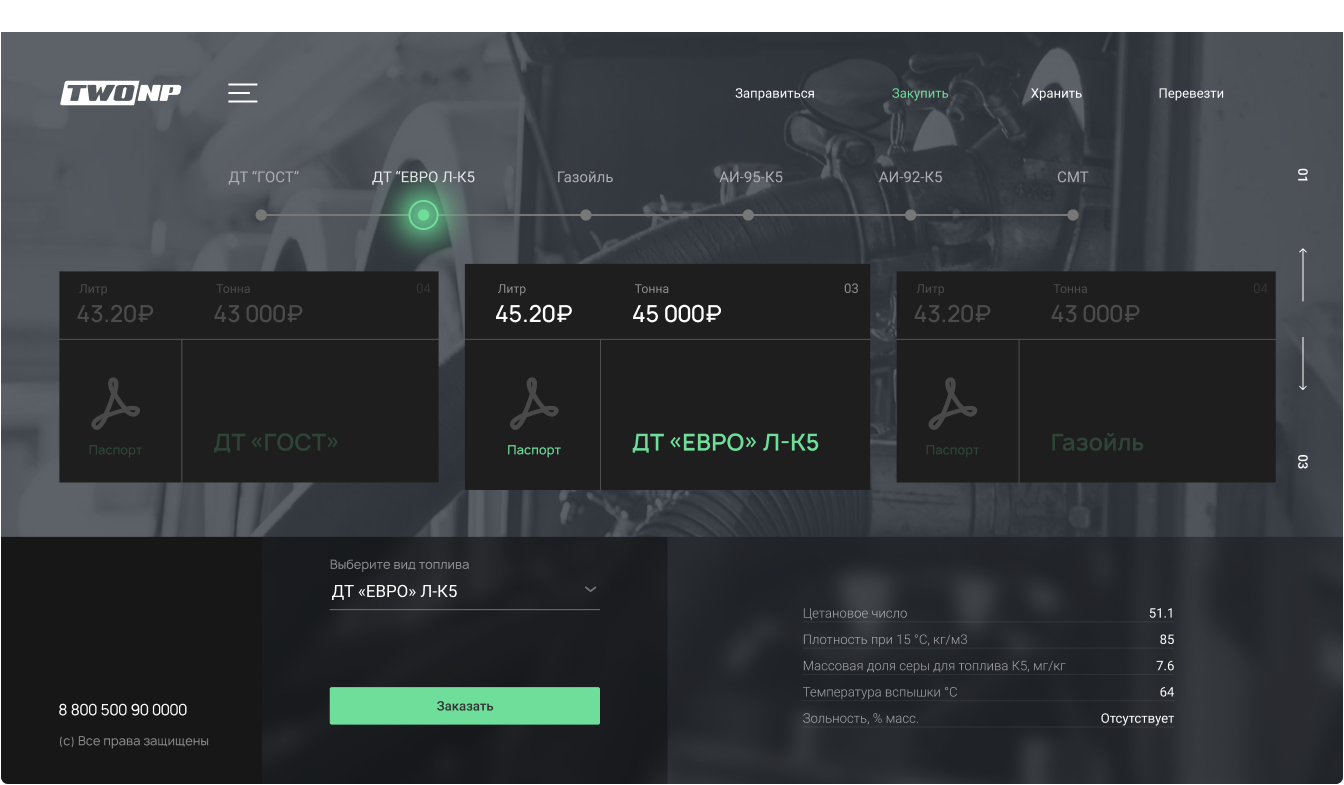 TWONP
Заправиться
Закупить
Хранить
Перевезти
ДТ "ГОСТ"
ДТ "ЕВРО Л-К5
Газойль
АИ-95-К5
АИ-92-К5
СМТ
01
03
Литр
Тонна
04
43.20₽
43 000₽
Паспорт
ДТ «ГОСТ»
Литр
Тонна
03
45.20₽
45 000₽
Паспорт
ДТ «ЕВРО» Л-К5
Литр
Тонна
04
43.20₽
43 000₽
Паспорт
Газойль
8 800 500 90 0000
(с) Все права защищены
Выберите вид топлива
ДТ «ЕВРО» Л-К5
Заказать
Цетановое число 51.1
Плотность при 15 °С, кг/м3 85
Массовая доля серы для топлива К5, мг/кг 7.6
Температура вспышки °С 64
Зольность, % масс. Отсутствует